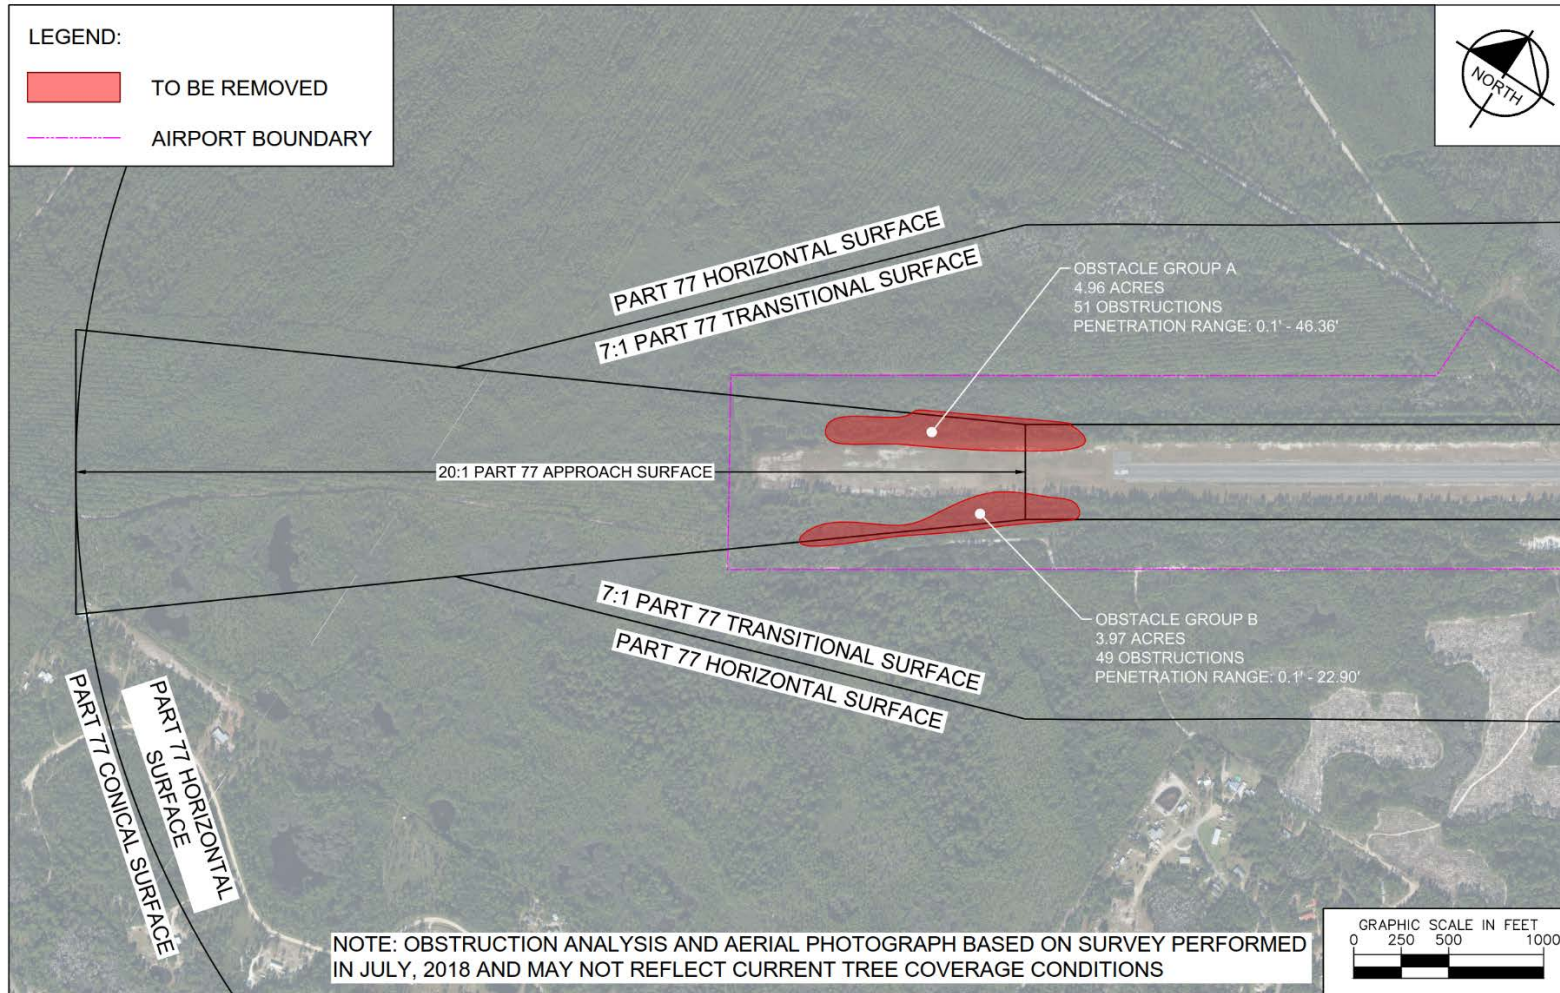 LEGEND:
TO BE REMOVED
AIRPORT BOUNDARY
NORTH
PART 77 HORIZONTAL SURFACE
7:1 PART 77 TRANSITIONAL SURFACE
OBSTACLE GROUP A
4.96 ACRES
51 OBSTRUCTIONS
PENETRATION RANGE: 0.1' - 46.36'
20:1 PART 77 APPROACH SURFACE
7:1 PART 77 TRANSITIONAL SURFACE
PART 77 HORIZONTAL SURFACE
OBSTACLE GROUP B
3.97 ACRES
49 OBSTRUCTIONS
PENETRATION RANGE: 0.1' - 22.90'
PART 77 HORIZONTAL
SURFACE
PART 77 CONICAL SURFACE
NOTE: OBSTRUCTION ANALYSIS AND AERIAL PHOTOGRAPH BASED ON SURVEY PERFORMED
IN JULY, 2018 AND MAY NOT REFLECT CURRENT TREE COVERAGE CONDITIONS
GRAPHIC SCALE IN FEET
0 250 500 1000